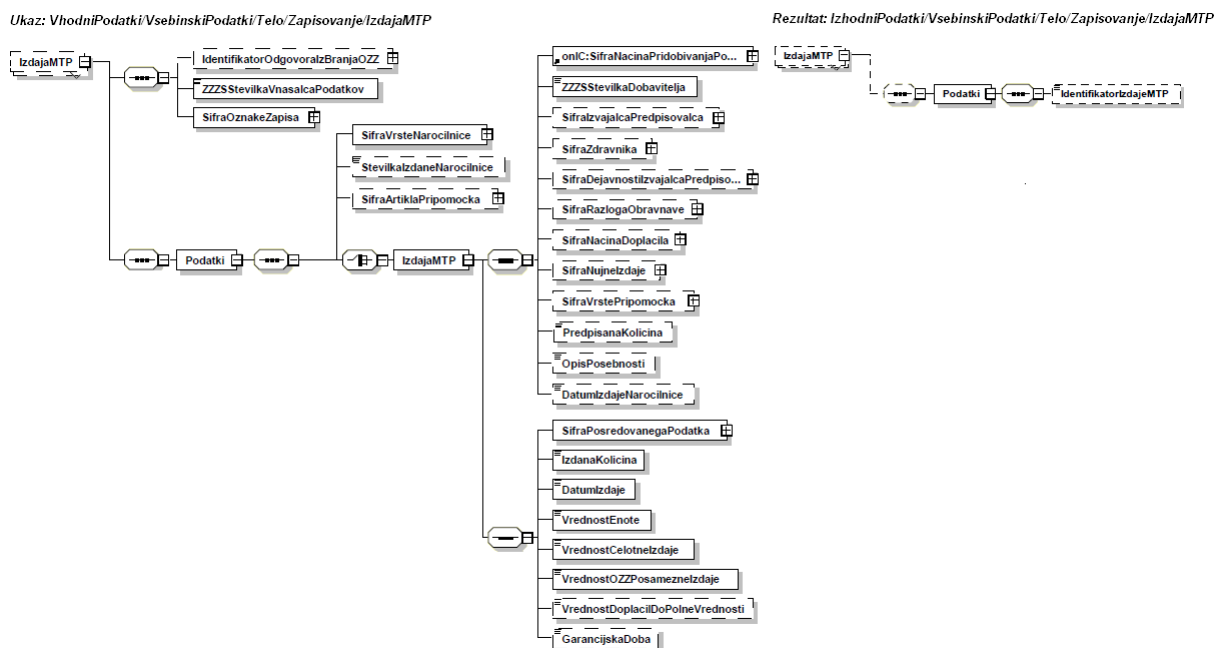 Ukaz: VhodniPodatki/VsebinskiPodatki/Telo/Zapisovanje/IzdajaMTP
Rezultat: IzhodniPodatki/VsebinskiPodatki/Telo/Zapisovanje/IzdajaMTP
IzdajaMTP
IdentifikatorOdgovoraIzBranjaOZZ
ZZZSStevilkaVnasalcaPodatkov
SifraOznakeZapisa
Podatki
SifraVrsteNarocilnice
StevilkaIzdaneNarocilnice
SifraArtiklaPripomocka
IzdajaMTP
onIC:SifraNacinaPridobivanjaPo...
ZZZSStevilkaDobavitelja
SifraIzvajalcaPredpisovalca
SifraZdravnika
SifraDejavnostiIzvajalcaPredpiso...
SifraRazlogaObravnave
SifraNacinaDoplacila
SifraNujneIzdaje
SifraVrstePripomocka
PredpisanaKolicina
OpisPosebnosti
DatumIzdajeNarocilnice
SifraPosredovanegaPodatka
IzdanaKolicina
DatumIzdaje
VrednostEnote
VrednostCelotneIzdaje
VrednostOZZPosamezneIzdaje
VrednostDoplacilDoPolneVrednosti
GarancijskaDoba
IzdajaMTP
Podatki
IdentifikatorIzdajeMTP